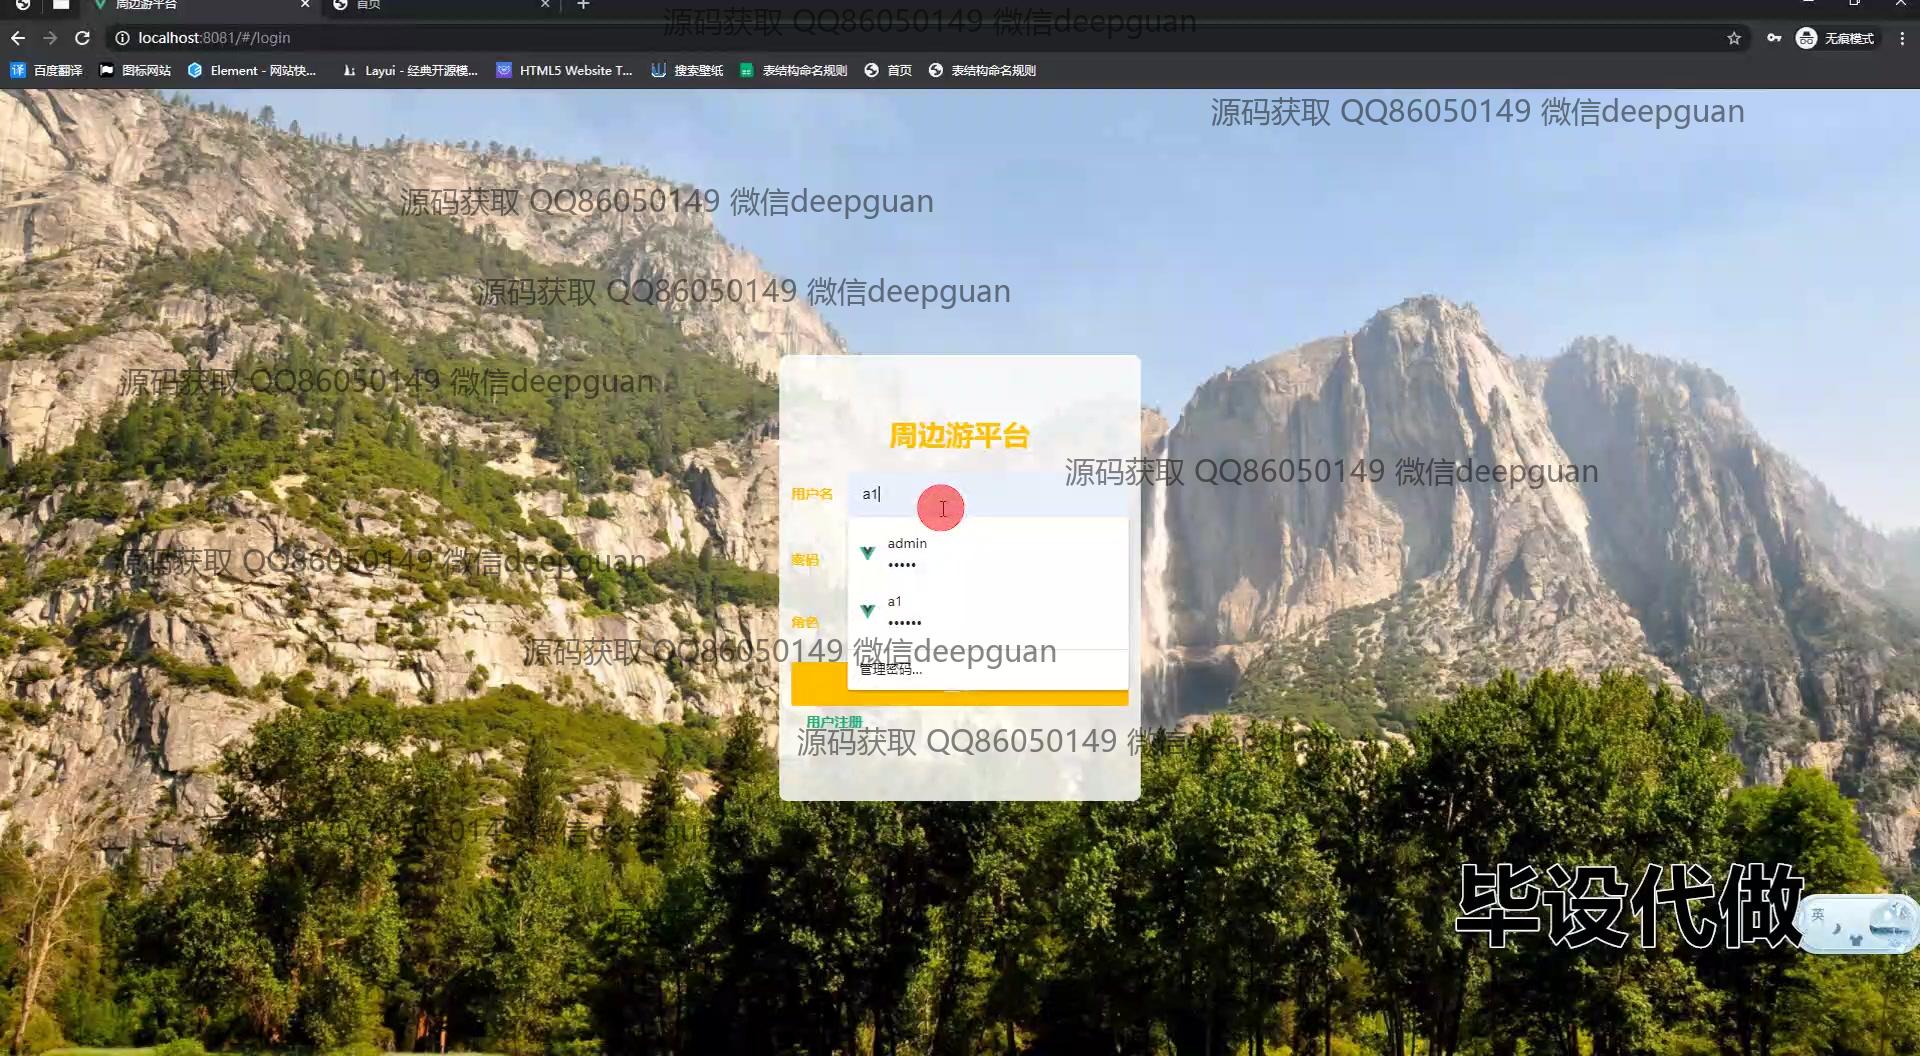 周边游平台
首页
localhost:8081/#/login
无痕模式
百度翻译
图标网站
Element - 网站快...
Layui - 经典开源模...
HTML5 Website T...
搜索壁纸
表结构命名规则
首页
表结构命名规则
源码获取 QQ86050149 微信deepguan
源码获取 QQ86050149 微信deepguan
源码获取 QQ86050149 微信deepguan
源码获取 QQ86050149 微信deepguan
源码获取 QQ86050149 微信deepguan
周边游平台
源码获取 QQ86050149 微信deepguan
用户名
a1
admin
•••••
密码
源码获取 QQ86050149 微信deepguan
a1
••••••
角色
源码获取 QQ86050149 微信deepguan
管理密码...
用户注册
源码获取 QQ86050149 微信deepguan
毕设代做
英